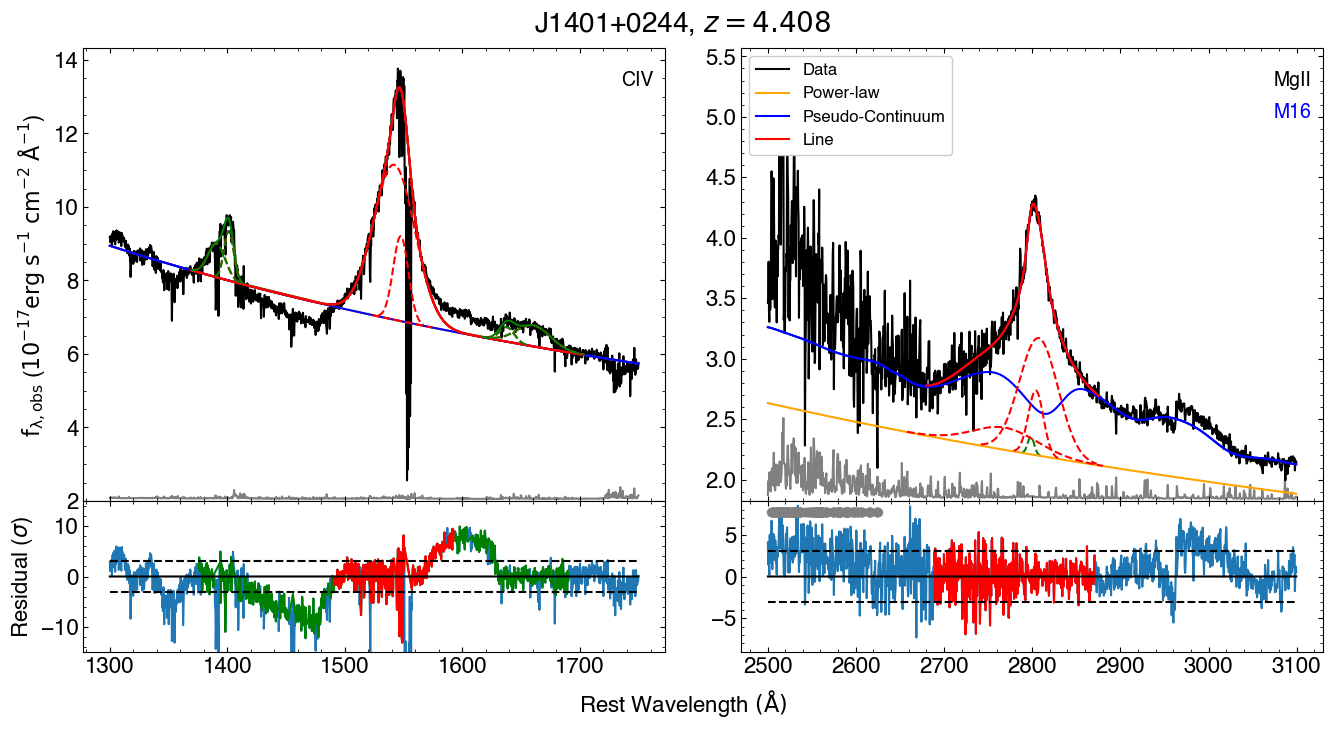 J1401+0244, z = 4.408
CIV
MgII
M16
Data
Power-law
Pseudo-Continuum
Line
f_{λ,obs} (10^{−17} erg s^{−1} cm^{−2} Å^{−1})
14
12
10
8
6
4
2
5.5
5.0
4.5
4.0
3.5
3.0
2.5
2.0
Residual (σ)
10
0
−10
5
0
−5
1300 1400 1500 1600 1700
2500 2600 2700 2800 2900 3000 3100
Rest Wavelength (Å)